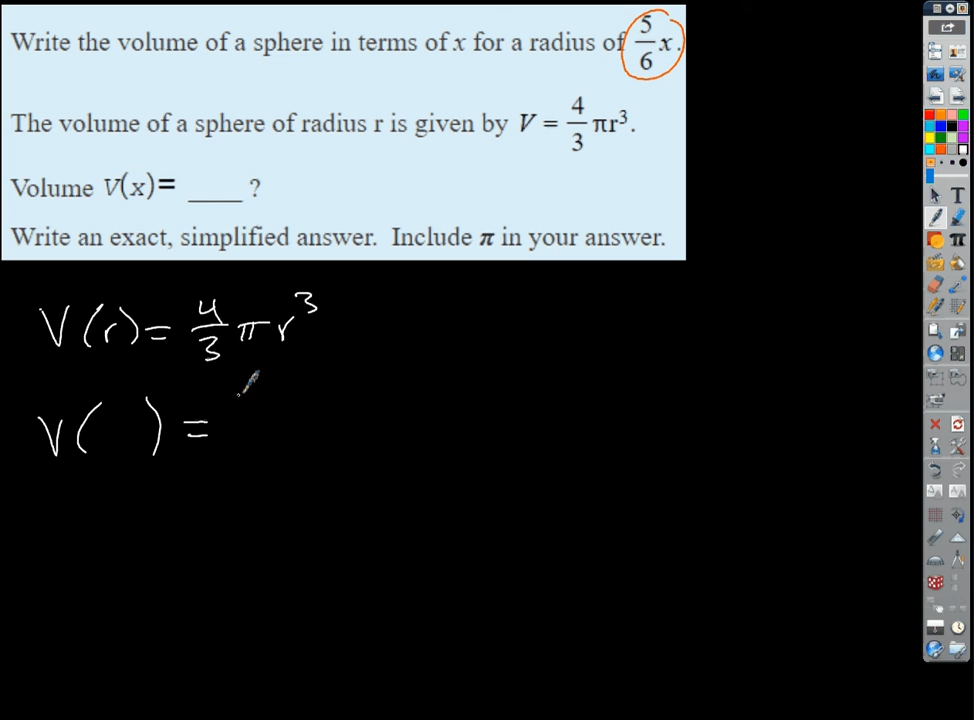 Write the volume of a sphere in terms of x for a radius of 5/6 x.
The volume of a sphere of radius r is given by V = 4/3 πr³.
Volume V(x)= ____ ?
Write an exact, simplified answer. Include π in your answer.
V(r) = 4/3 π r³
V( ) =